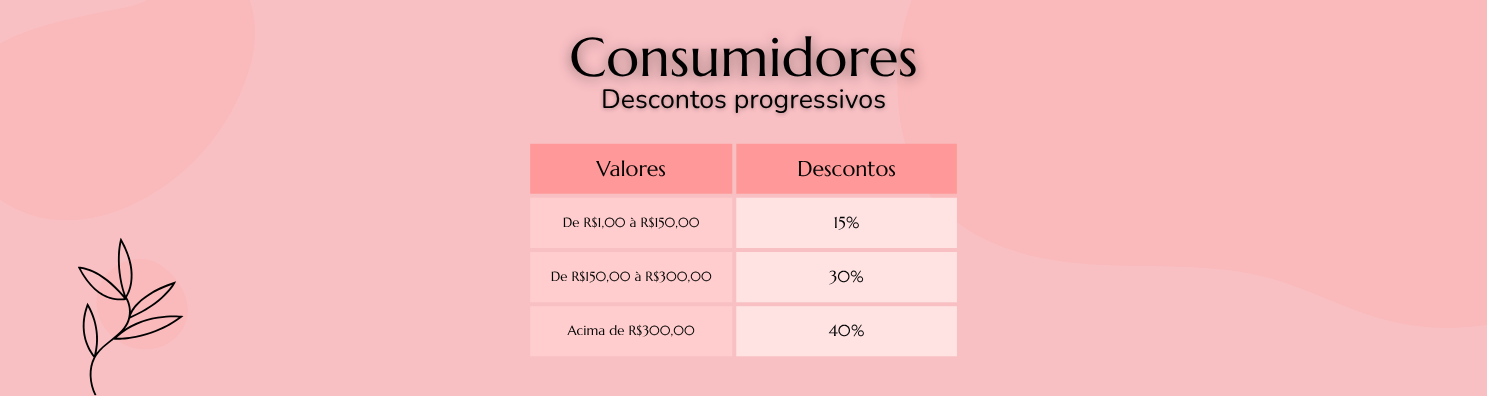 Consumidores
Descontos progressivos
Valores Descontos
De R$1,00 à R$150,00 15%
De R$150,00 à R$300,00 30%
Acima de R$300,00 40%